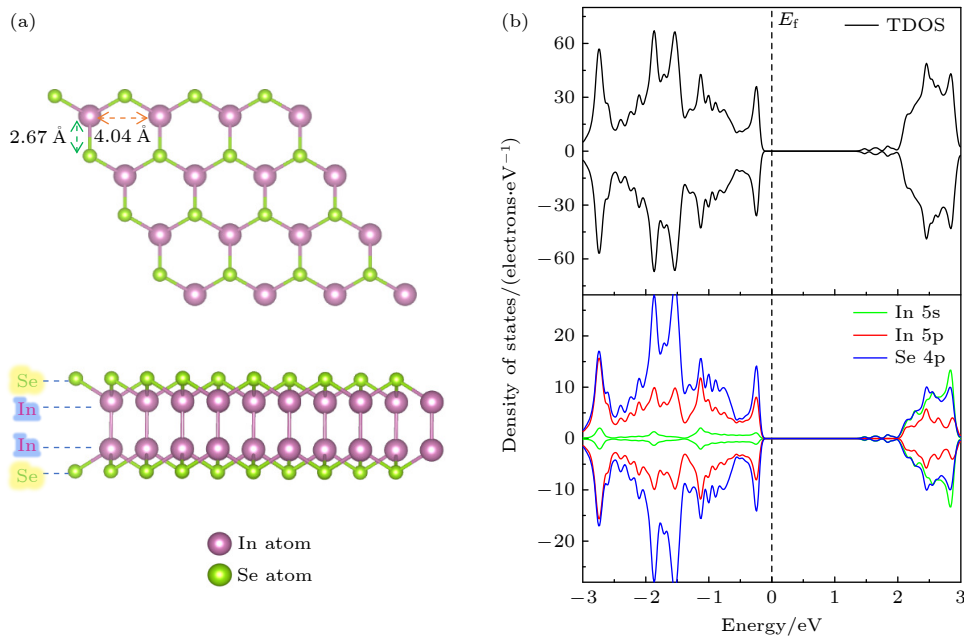 (a)
2.67 Å
4.04 Å
Se
In
In
Se
In atom
Se atom
(b)
Density of states/(electrons·eV⁻¹)
60
30
0
−30
−60
E_f
TDOS
20
10
0
−10
−20
In 5s
In 5p
Se 4p
−3
−2
−1
0
1
2
3
Energy/eV